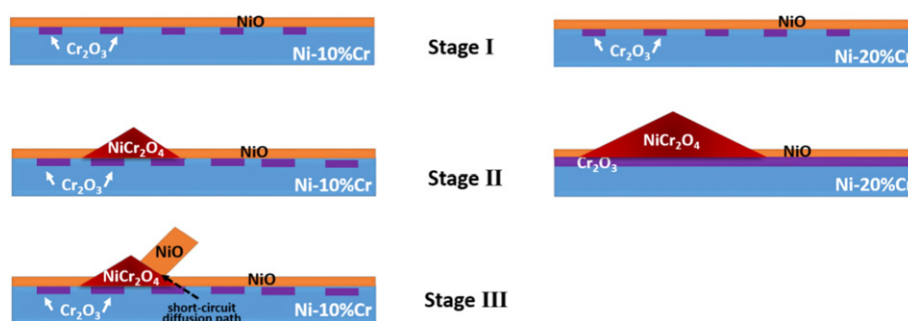 NiO
Cr₂O₃
Ni-10%Cr
Stage I
NiO
Cr₂O₃
Ni-20%Cr
NiCr₂O₄
NiO
Cr₂O₃
Ni-10%Cr
Stage II
NiCr₂O₄
NiO
Cr₂O₃
Ni-20%Cr
NiO
NiCr₂O₄
NiO
Cr₂O₃
short-circuit
diffusion path
Ni-10%Cr
Stage III